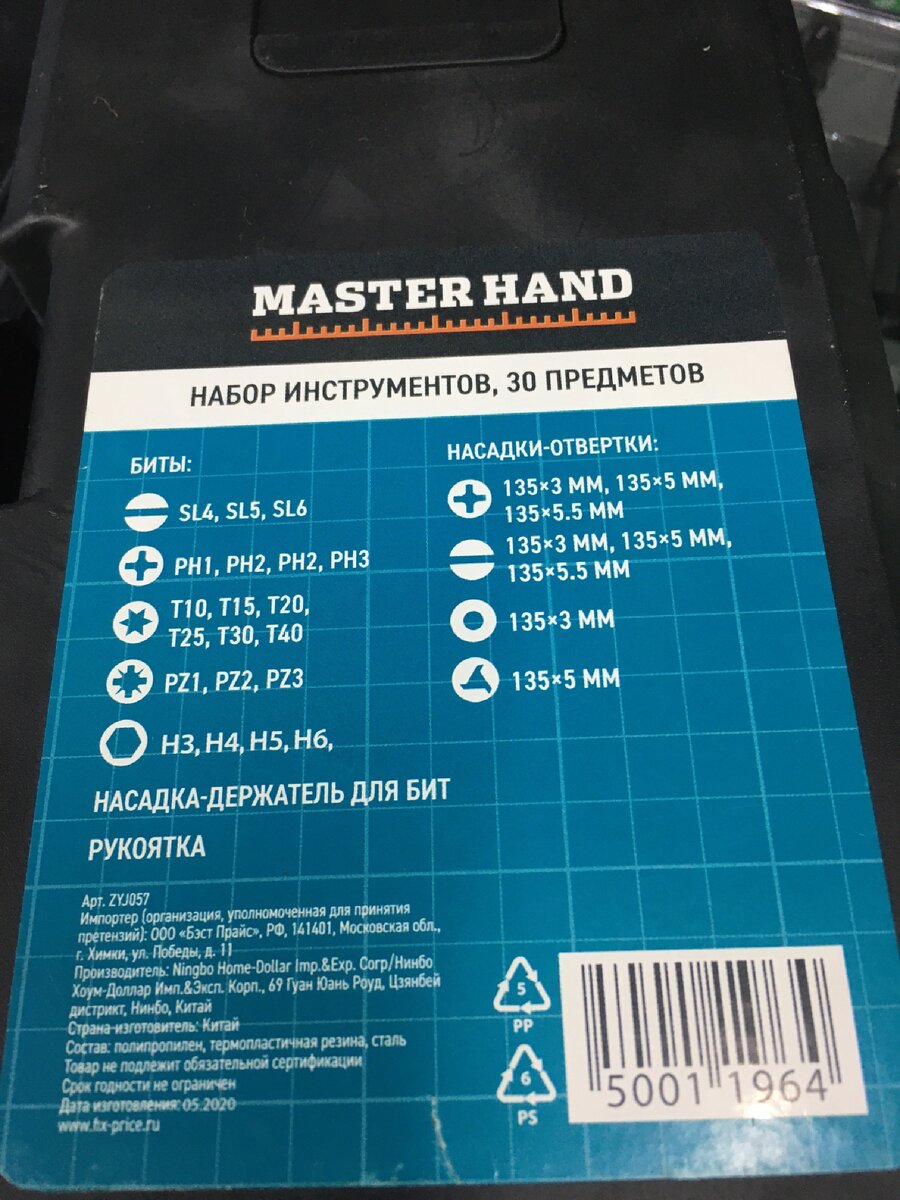 MASTER HAND
НАБОР ИНСТРУМЕНТОВ, 30 ПРЕДМЕТОВ
БИТЫ:
SL4, SL5, SL6
PH1, PH2, PH2, PH3
T10, T15, T20,
T25, T30, T40
PZ1, PZ2, PZ3
H3, H4, H5, H6,
НАСАДКИ-ОТВЕРТКИ:
135×3 ММ, 135×5 ММ,
135×5.5 ММ
135×3 ММ, 135×5 ММ,
135×5.5 ММ
135×3 ММ
135×5 ММ
НАСАДКА-ДЕРЖАТЕЛЬ ДЛЯ БИТ
РУКОЯТКА
Арт. ZYJ057
Импортер (организация, уполномоченная для принятия
претензий): ООО «Бэст Прайс», РФ, 141401, Московская обл.,
г. Химки, ул. Победы, д. 11
Производитель: Ningbo Home-Dollar Imp.&Exp. Corp/Нинбо
Хоум-Доллар Имп.&Эксп. Корп., 69 Гуан Юань Роуд, Цзянбей
дистрикт, Нинбо, Китай
Страна-изготовитель: Китай
Состав: полипропилен, термопластичная резина, сталь
Товар не подлежит обязательной сертификации
Срок годности не ограничен
Дата изготовления: 05.2020
www.fix-price.ru
5
PP
6
PS
5001 1964